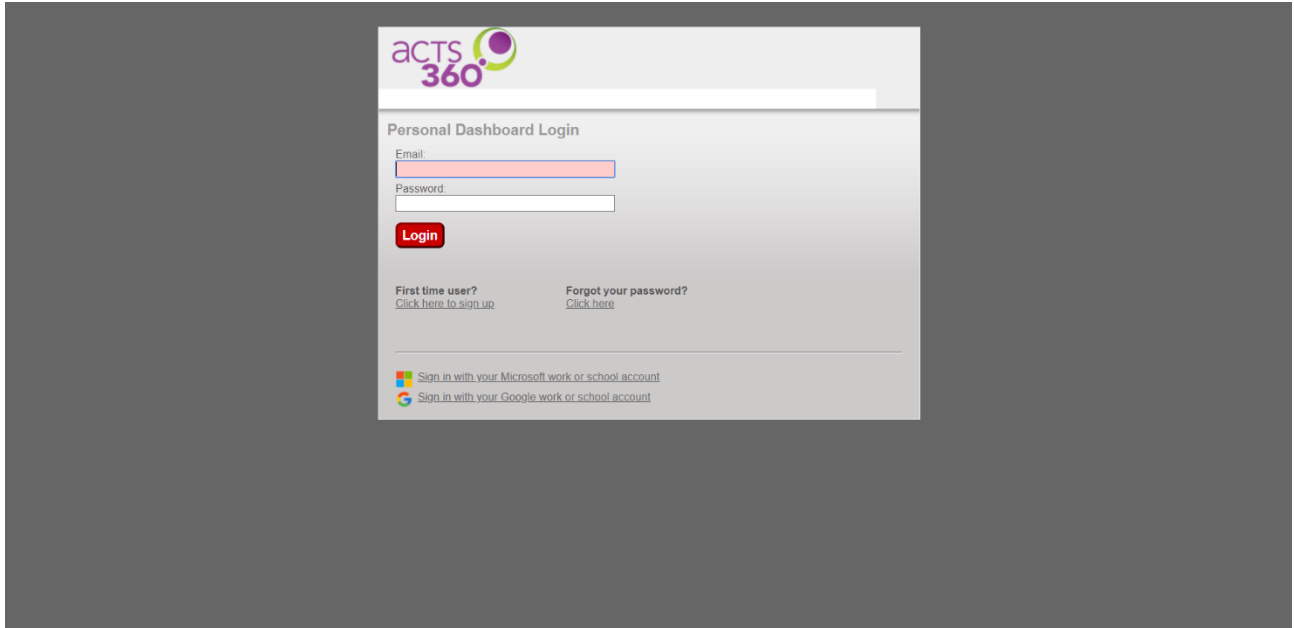 acts
360
Personal Dashboard Login
Email:
Password:
Login
First time user? Forgot your password?
Click here to sign up Click here
Sign in with your Microsoft work or school account
Sign in with your Google work or school account